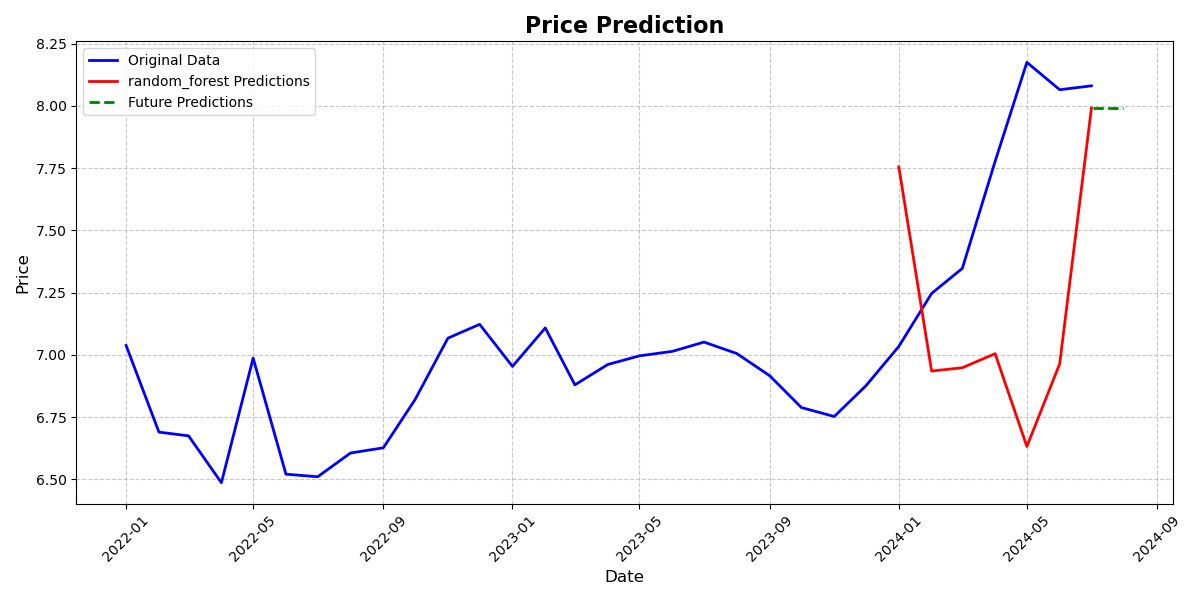 Price Prediction
Original Data
random_forest Predictions
Future Predictions
Price
8.25
8.00
7.75
7.50
7.25
7.00
6.75
6.50
2022-01
2022-05
2022-09
2023-01
2023-05
2023-09
2024-01
2024-05
2024-09
Date